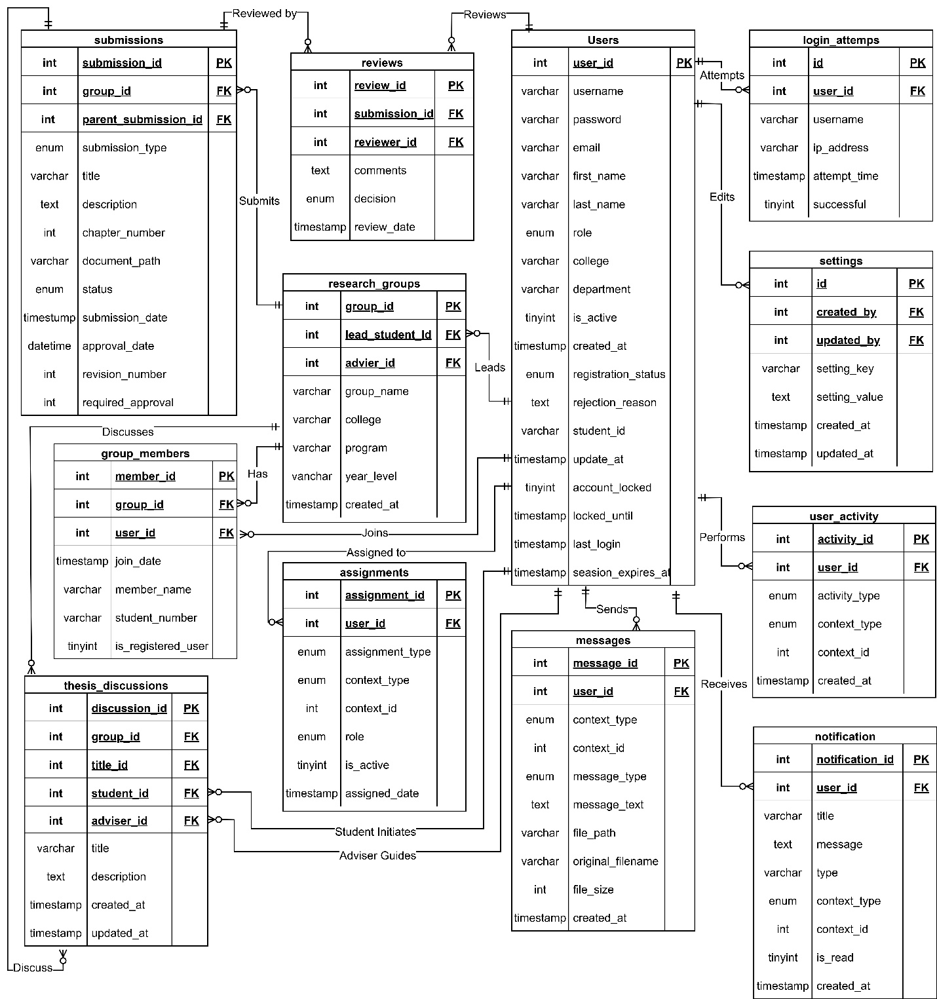 Reviewed by
Reviews
submissions
int submission_id PK
int group_id FK
int parent_submission_id FK
enum submission_type
varchar title
text description
int chapter_number
varchar document_path
enum status
timestump submission_date
datetime approval_date
int revision_number
int required_approval
reviews
int review_id PK
int submission_id FK
int reviewer_id FK
text comments
enum decision
timestamp review_date
Users
int user_id PK
varchar username
varchar password
varchar email
varchar first_name
varchar last_name
enum role
varchar college
varchar department
tinyint is_active
timestump created_at
enum registration_status
text rejection_reason
varchar student_id
timestamp update_at
tinyint account_locked
timestamp locked_until
timestamp last_login
timestamp seasion_expires_at
login_attemps
int id PK
int user_id FK
varchar username
varchar ip_address
timestamp attempt_time
tinyint successful
Attempts
Edits
Submits
settings
int id PK
int created_by FK
int updated_by FK
varchar setting_key
text setting_value
timestamp created_at
timestamp updated_at
research_groups
int group_id PK
int lead_student_Id FK
int advier_id FK
varchar group_name
varchar college
varchar program
vanchar year_level
timestamp created_at
Leads
Discusses
Has
group_members
int member_id PK
int group_id FK
int user_id FK
timestamp join_date
varchar member_name
varchar student_number
tinyint is_registered_user
Joins
Assigned to
assignments
int assignment_id PK
int user_id FK
enum assignment_type
enum context_type
int context_id
enum role
tinyint is_active
timestamp assigned_date
Performs
user_activity
int activity_id PK
int user_id FK
enum activity_type
enum context_type
int context_id
timestamp created_at
Sends
messages
int message_id PK
int user_id FK
enum context_type
int context_id
enum message_type
text message_text
varchar file_path
varchar original_filename
int file_size
timestamp created_at
Receives
thesis_discussions
int discussion_id PK
int group_id FK
int title_id FK
int student_id FK
int adviser_id FK
varchar title
text description
timestamp created_at
timestamp updated_at
Student Initiates
Adviser Guides
notification
int notification_id PK
int user_id FK
varchar title
text message
varchar type
enum context_type
int context_id
tinyint is_read
timestamp created_at
Discuss